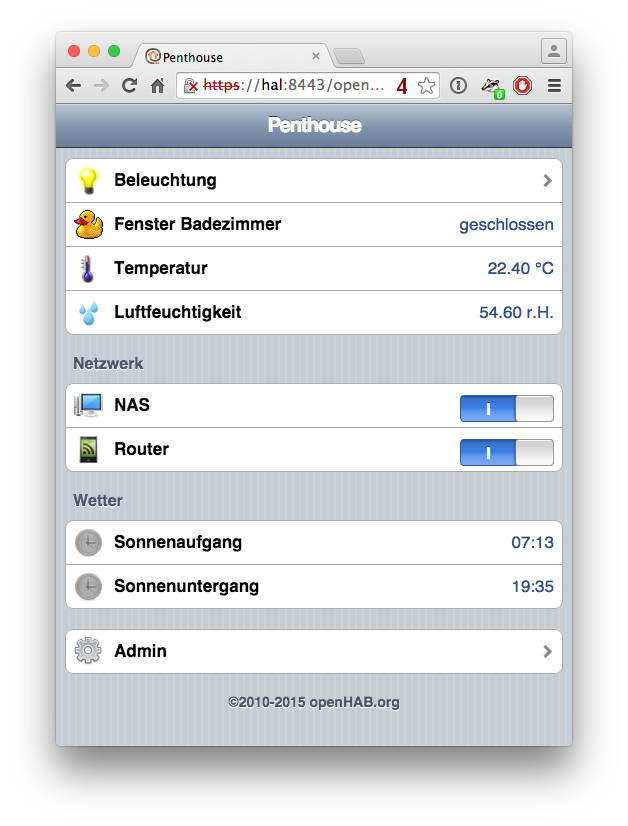 Penthouse
https://hal:8443/open... 4
0
Penthouse
Beleuchtung
Fenster Badezimmer geschlossen
Temperatur 22.40 °C
Luftfeuchtigkeit 54.60 r.H.
Netzwerk
NAS I
Router I
Wetter
Sonnenaufgang 07:13
Sonnenuntergang 19:35
Admin
©2010-2015 openHAB.org